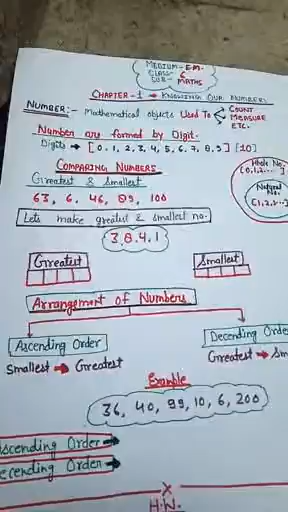 MEDIUM - E.M.
CLASS - 6
SUB - MATHS
CHAPTER-1 → KNOWING OUR NUMBERS
NUMBER:- Mathematical objects Used To
COUNT
MEASURE
ETC.
Number are formed by Digit.
Digits → [0, 1, 2, 3, 4, 5, 6, 7, 8, 9] [10]
Whole No.
(0,1,2...)
Natural No.
(1,2,3...)
COMPARING NUMBERS
Greatest & Smallest
63, 6, 46, 89, 100
Lets make greatest & smallest no.
3, 8, 4, 1
Greatest
Smallest
Arrangement of Numbers
Ascending Order
Decending Orde
Smallest → Greatest
Greatest → Sm
Example
36, 40, 99, 10, 6, 200
scending Order →
ecending Order →
H.W.